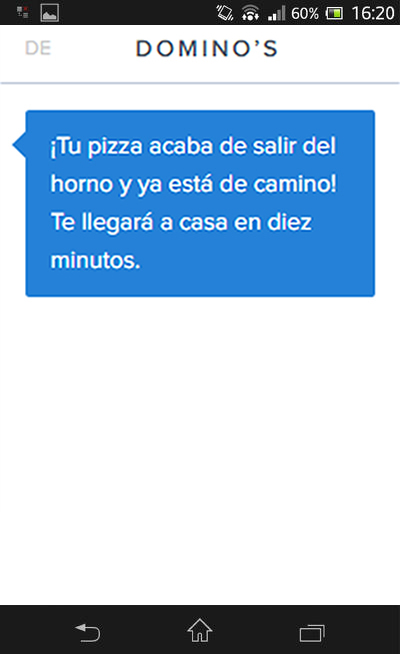 60% 16:20
DE DOMINO'S
¡Tu pizza acaba de salir del
horno y ya está de camino!
Te llegará a casa en diez
minutos.